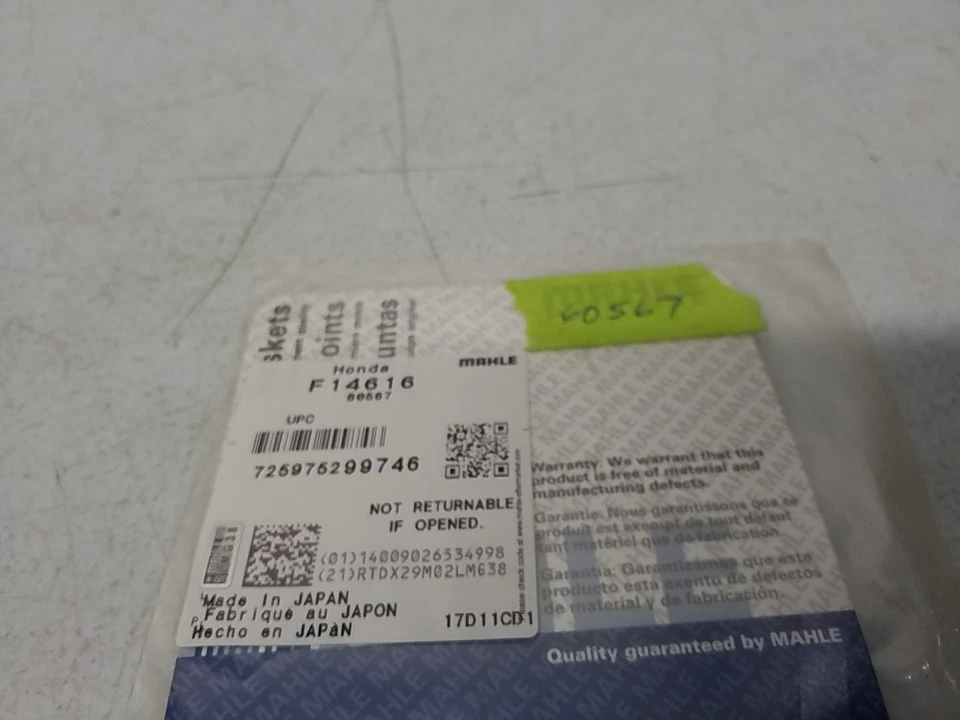 60567
skets
oints
untas
MAHLE
Honda
F14616
60567
UPC
725975299746
NOT RETURNABLE
IF OPENED.
(01)14009026534998
(21)RTDX29M02LM638
Made In JAPAN
Fabriqué au JAPON
Hecho en JAPÀN
17D11CD1
Warranty: We warrant that this
product is free of material and
manufacturing defects.
Garantie: Nous garantissons que ce
produit est exempt de tout défaut
tant matériel que de fabrication.
Garantía: Garantizamos que este
producto está exento de defectos
de material y de fabricación.
Quality guaranteed by MAHLE